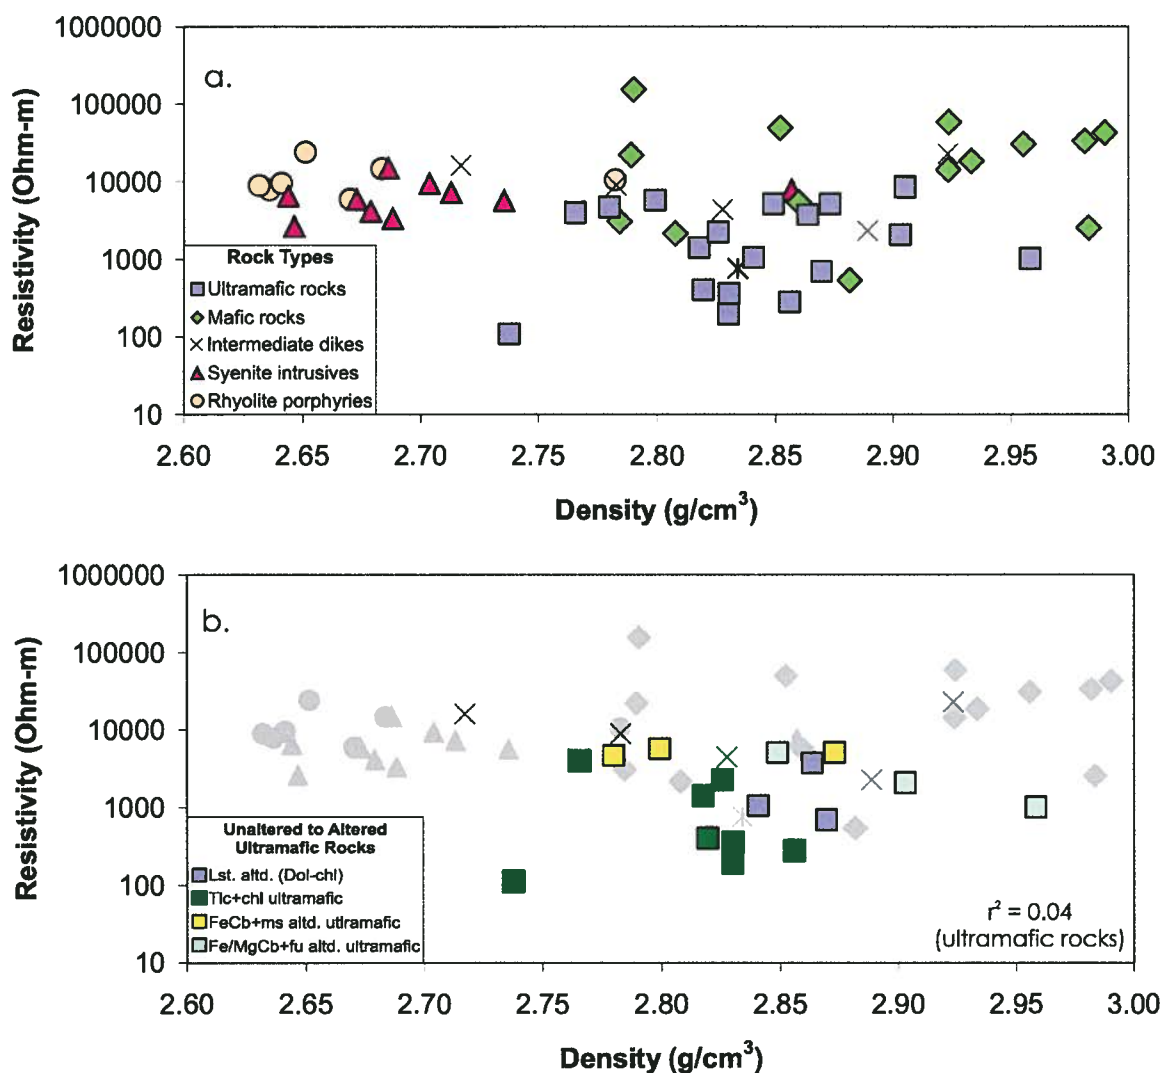 1000000
a.
100000
10000
1000
100
10
Resistivity (Ohm-m)
Rock Types
Ultramafic rocks
Mafic rocks
Intermediate dikes
Syenite intrusives
Rhyolite porphyries
2.60 2.65 2.70 2.75 2.80 2.85 2.90 2.95 3.00
Density (g/cm³)
1000000
b.
100000
10000
1000
100
10
Resistivity (Ohm-m)
Unaltered to Altered
Ultramafic Rocks
Lst. altd. (Dol-chl)
Tlc+chl ultramafic
FeCb+ms altd. utlramafic
Fe/MgCb+fu altd. ultramafic
r² = 0.04
(ultramafic rocks)
2.60 2.65 2.70 2.75 2.80 2.85 2.90 2.95 3.00
Density (g/cm³)